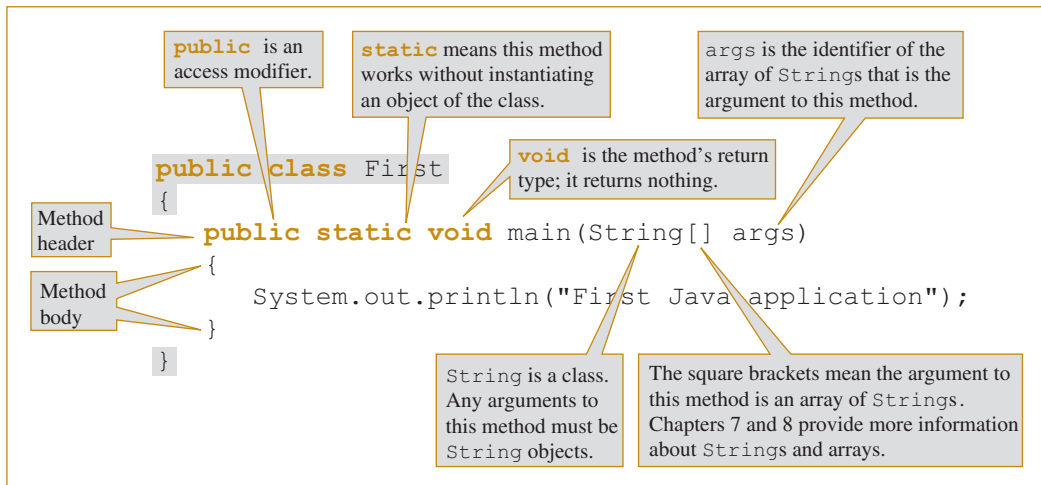 public is an
access modifier.
static means this method
works without instantiating
an object of the class.
args is the identifier of the
array of Strings that is the
argument to this method.
void is the method's return
type; it returns nothing.
public class First
{
Method
header
public static void main(String[] args)
{
Method
body
System.out.println("First Java application");
}
}
String is a class.
Any arguments to
this method must be
String objects.
The square brackets mean the argument to
this method is an array of Strings.
Chapters 7 and 8 provide more information
about Strings and arrays.